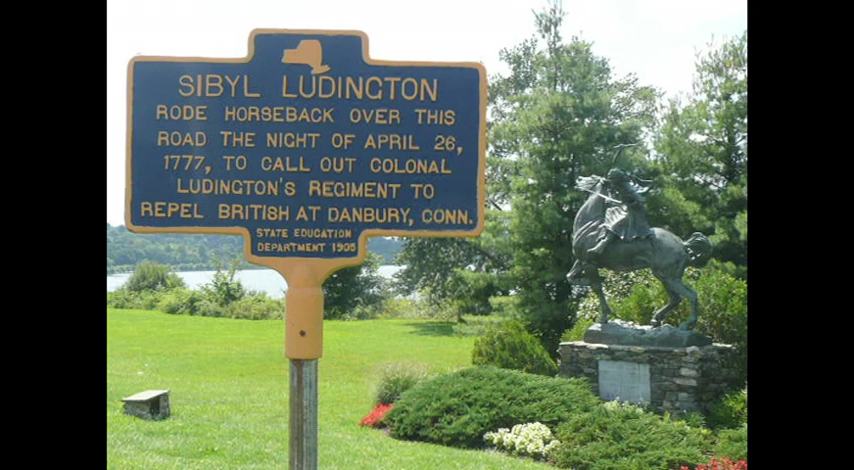 SIBYL LUDINGTON
RODE HORSEBACK OVER THIS
ROAD THE NIGHT OF APRIL 26,
1777, TO CALL OUT COLONAL
LUDINGTON'S REGIMENT TO
REPEL BRITISH AT DANBURY, CONN.
STATE EDUCATION
DEPARTMENT 1905